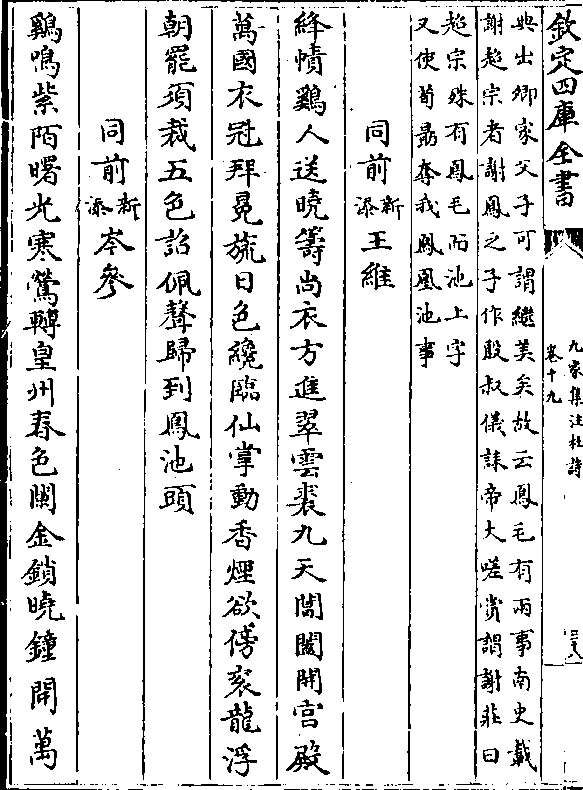 欽定四庫全書
九家集注杜詩
卷十九
典出卿家父子可謂繼美矣故云鳳毛有兩事南史載
謝超宗者謝鳳之子作殷叔儀誄帝大嗟賞謂謝莊曰
超宗殊有鳳毛而池上字
又使荀朂奪我鳳凰池事
同前新添王維
絳幘鷄人送曉籌尚衣方進翠雲裘九天閶闔開宮殿
萬國衣冠拜冕旒日色纔臨仙掌動香煙欲傍衮龍浮
朝罷須裁五色詔佩聲歸到鳳池頭
同前新添岑參
鷄鳴紫陌曙光寒鶯轉皇州春色闌金鎖曉鐘開萬